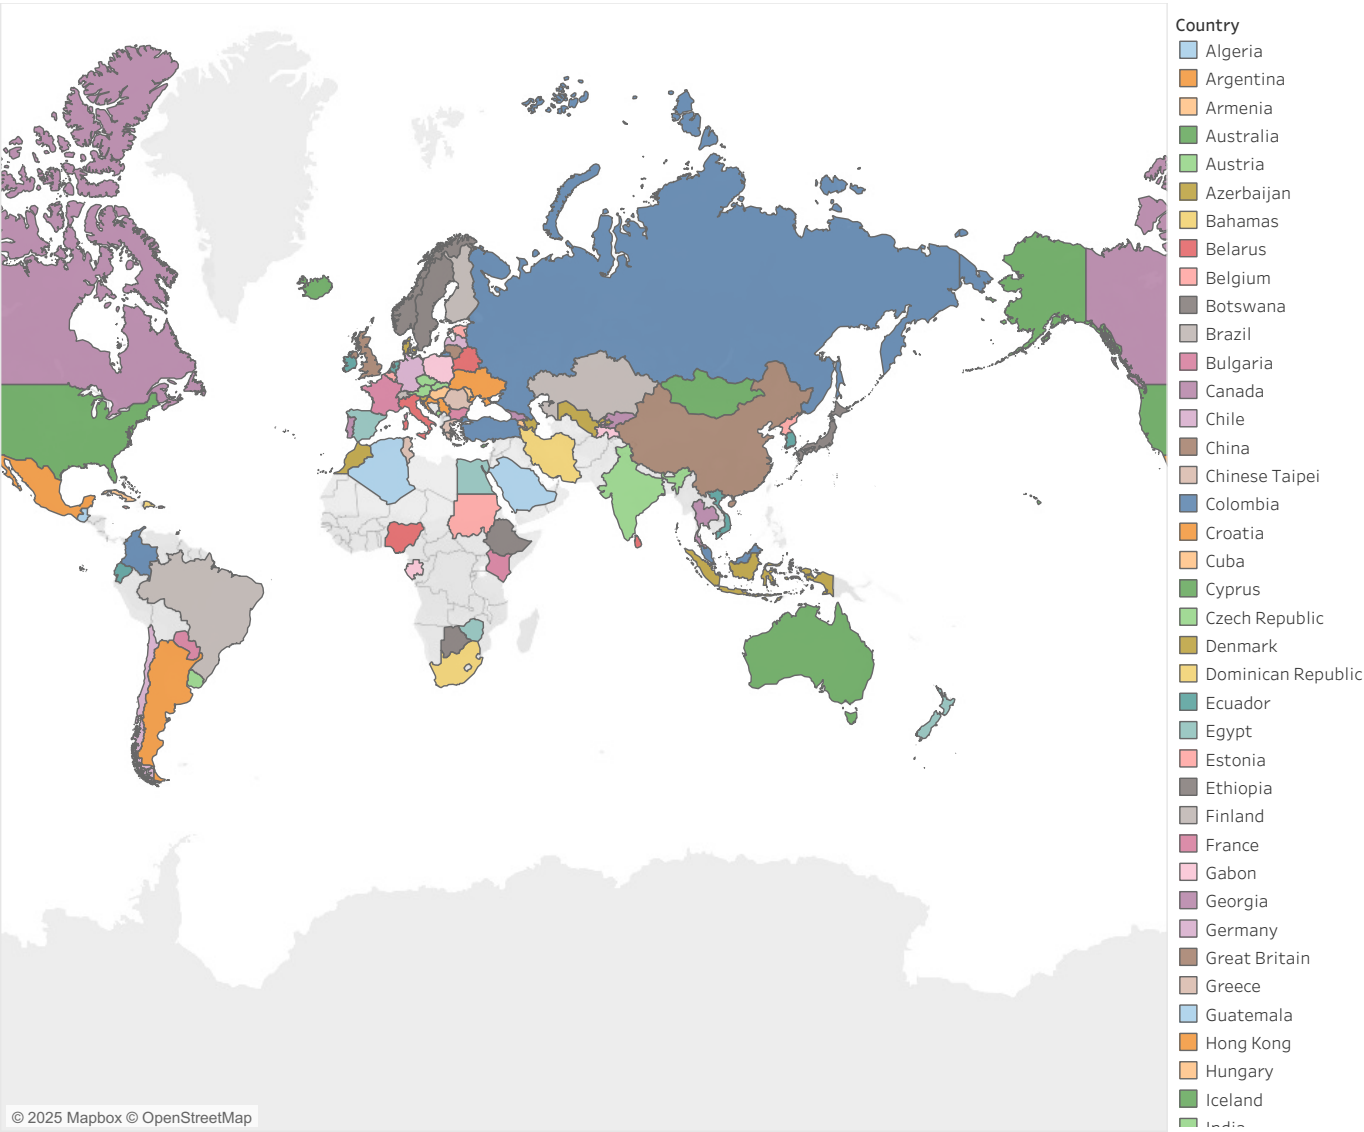 Country
Algeria
Argentina
Armenia
Australia
Austria
Azerbaijan
Bahamas
Belarus
Belgium
Botswana
Brazil
Bulgaria
Canada
Chile
China
Chinese Taipei
Colombia
Croatia
Cuba
Cyprus
Czech Republic
Denmark
Dominican Republic
Ecuador
Egypt
Estonia
Ethiopia
Finland
France
Gabon
Georgia
Germany
Great Britain
Greece
Guatemala
Hong Kong
Hungary
Iceland
India
© 2025 Mapbox © OpenStreetMap